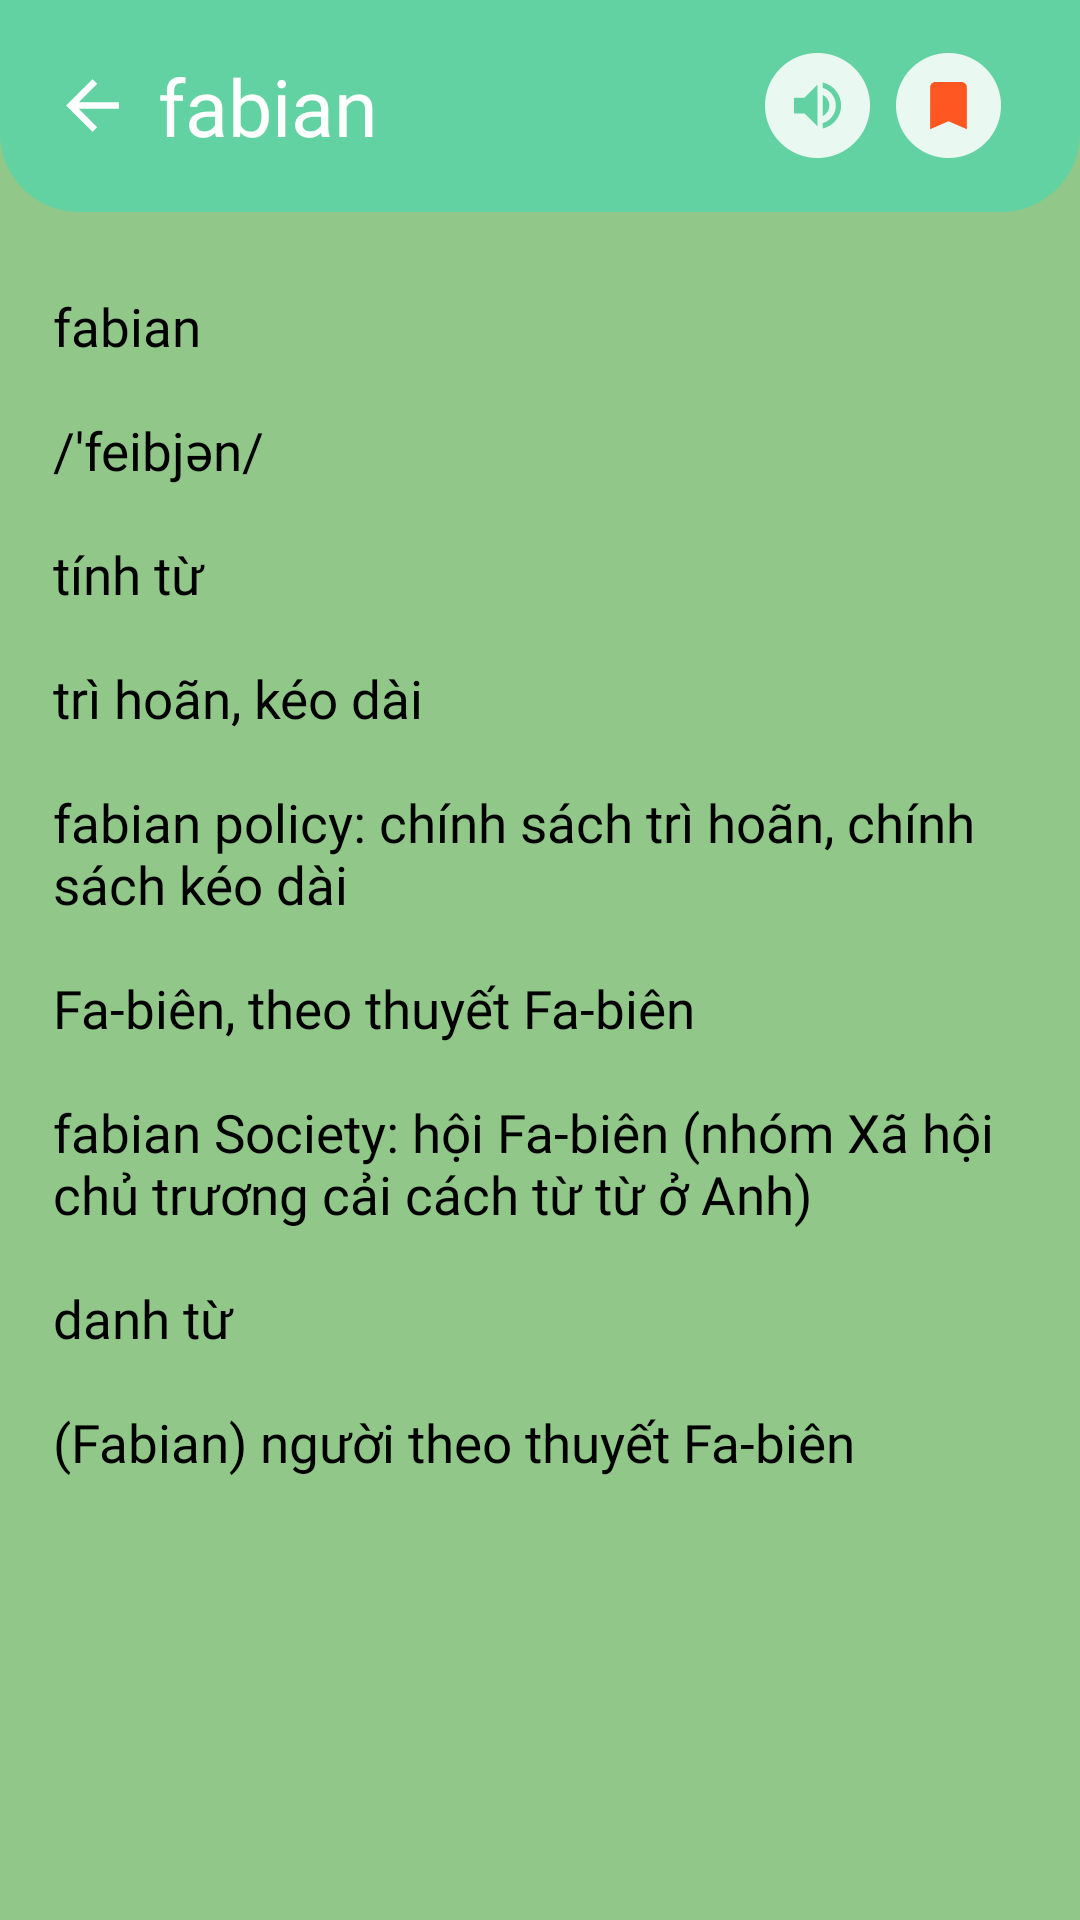 fabian
fabian
/'feibjən/
tính từ
trì hoãn, kéo dài
fabian policy: chính sách trì hoãn, chính
sách kéo dài
Fa-biên, theo thuyết Fa-biên
fabian Society: hội Fa-biên (nhóm Xã hội
chủ trương cải cách từ từ ở Anh)
danh từ
(Fabian) người theo thuyết Fa-biên